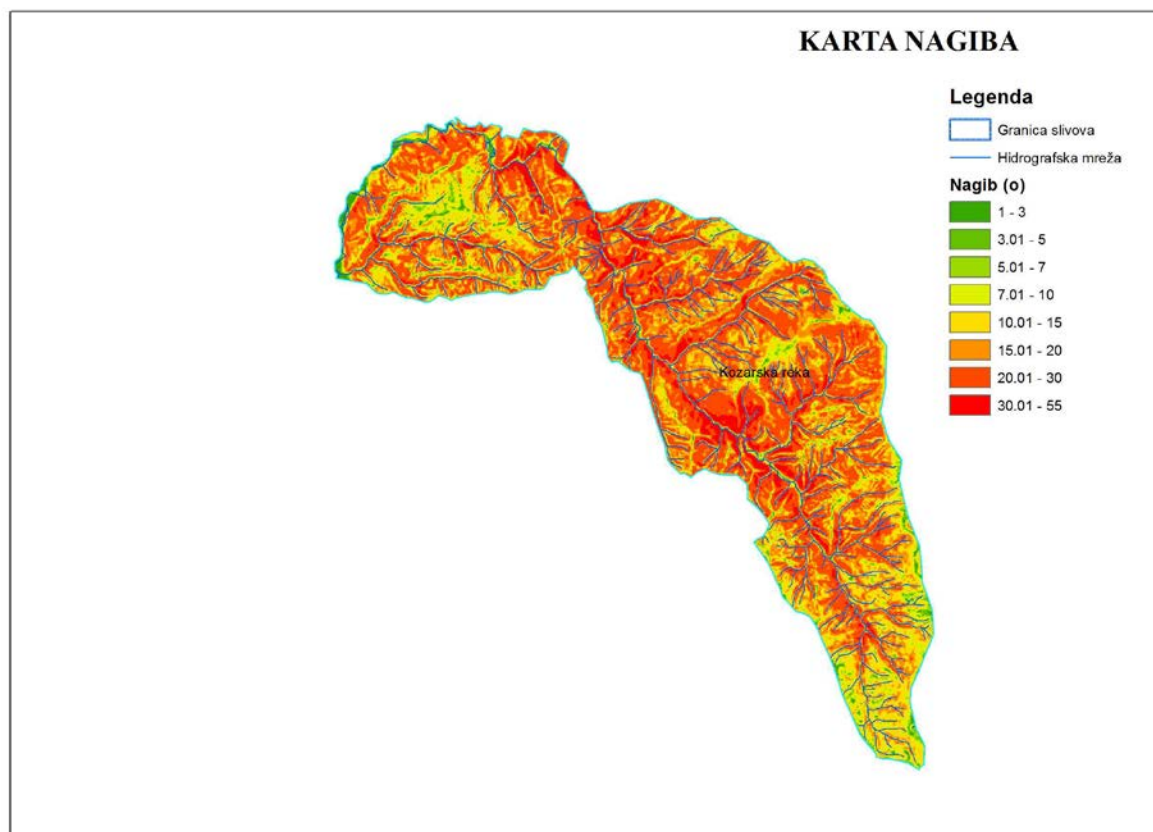 KARTA NAGIBA
Legenda
Granica slivova
Hidrografska mreža
Nagib (o)
1 - 3
3.01 - 5
5.01 - 7
7.01 - 10
10.01 - 15
15.01 - 20
20.01 - 30
30.01 - 55
Kozarska reka